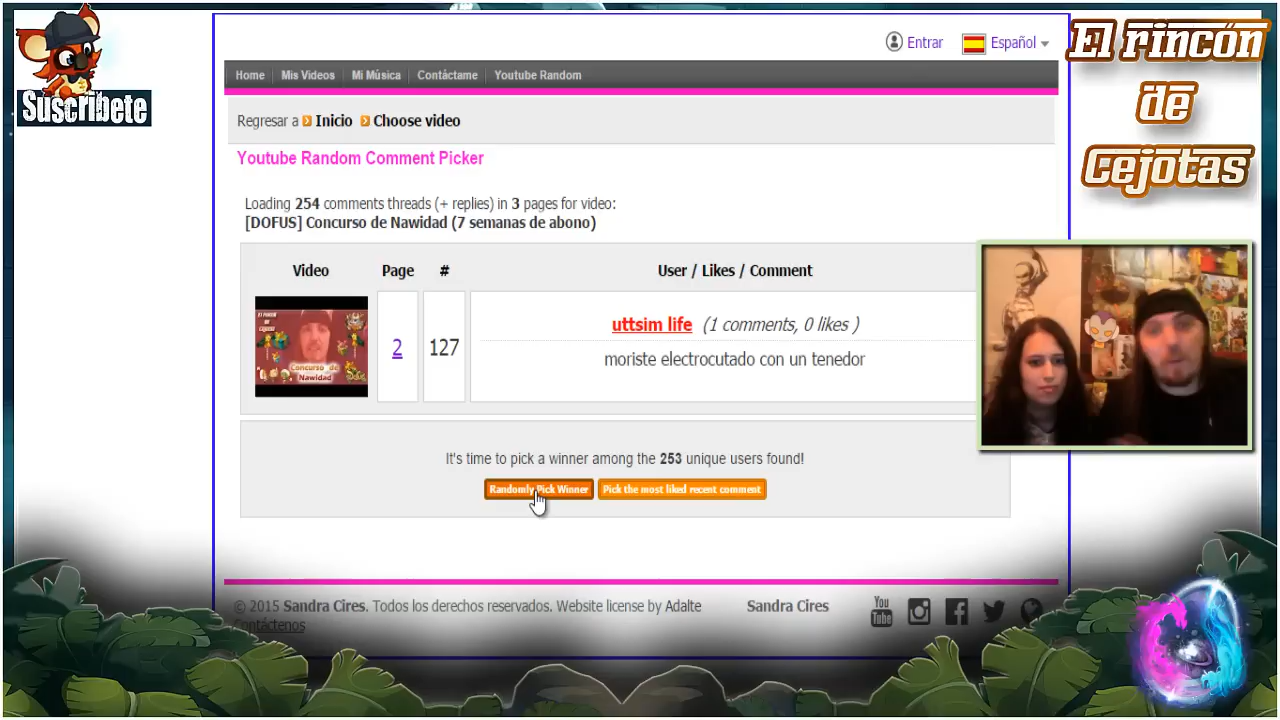 Suscribete
Entrar
Español
El rincón
de
Cejotas
Home
Mis Videos
Mi Música
Contáctame
Youtube Random
Regresar a Inicio Choose video
Youtube Random Comment Picker
Loading 254 comments threads (+ replies) in 3 pages for video:
[DOFUS] Concurso de Nawidad (7 semanas de abono)
Video Page # User / Likes / Comment
Concurso de
Nawidad
2
127
uttsim life (1 comments, 0 likes )
moriste electrocutado con un tenedor
It's time to pick a winner among the 253 unique users found!
Randomly Pick Winner
Pick the most liked recent comment
© 2015 Sandra Cires. Todos los derechos reservados. Website license by Adalte
Contáctenos
Sandra Cires
You
Tube